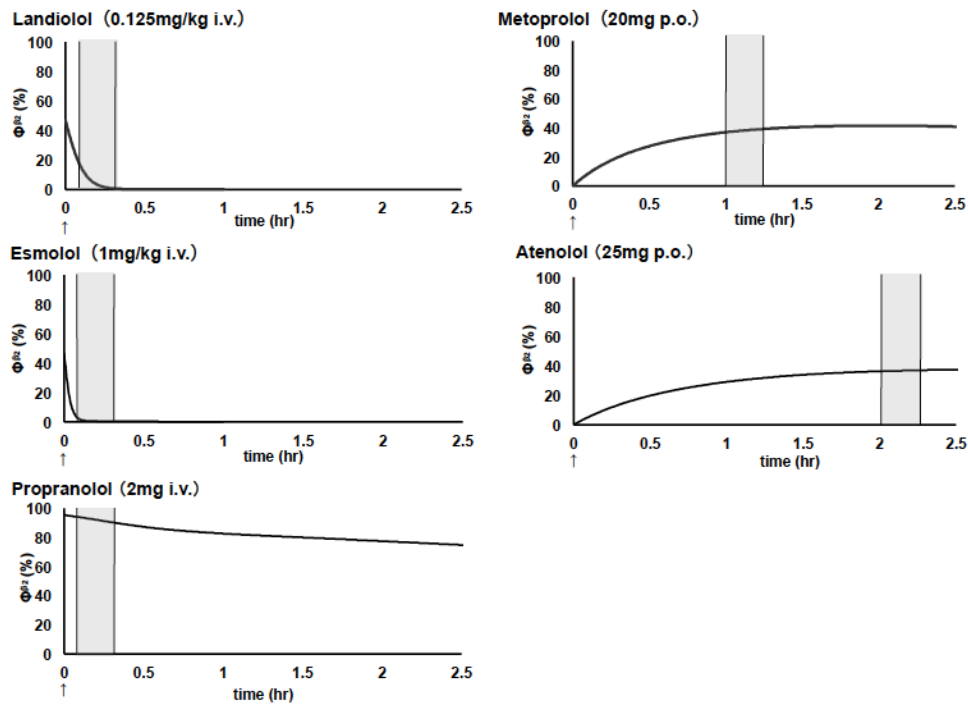 Landiolol（0.125mg/kg i.v.）
100
80
60
40
20
0
Φβ2 (%)
0 0.5 1 1.5 2 2.5
time (hr)
↑
Metoprolol（20mg p.o.）
100
80
60
40
20
0
Φβ2 (%)
0 0.5 1 1.5 2 2.5
time (hr)
↑
Esmolol（1mg/kg i.v.）
100
80
60
40
20
0
Φβ2 (%)
0 0.5 1 1.5 2 2.5
time (hr)
↑
Atenolol（25mg p.o.）
100
80
60
40
20
0
Φβ2 (%)
0 0.5 1 1.5 2 2.5
time (hr)
↑
Propranolol（2mg i.v.）
100
80
60
40
20
0
Φβ2 (%)
0 0.5 1 1.5 2 2.5
time (hr)
↑